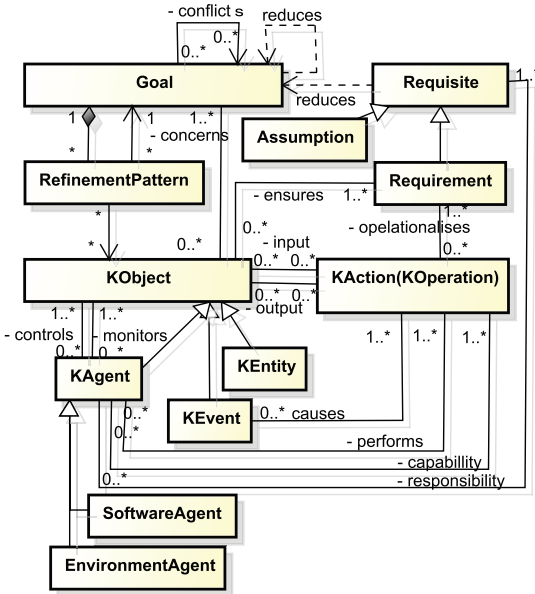 - conflict s
reduces
0..*
0..*
Goal
Requisite
1..
reduces
1
1
1..*
- concerns
Assumption
*
*
RefinementPattern
- ensures
1..*
Requirement
*
1..*
0..*
- opelationalises
*
0..*
- input
0..*
0..*
0..*
KObject
KAction(KOperation)
0..*
0..*
- output
1..*
1..*
- controls
- monitors
1..*
1..*
1..*
0..*
0..*
KAgent
KEntity
0..*
KEvent
0..*
causes
0..*
- performs
- capabillity
0..*
- responsibility
SoftwareAgent
EnvironmentAgent